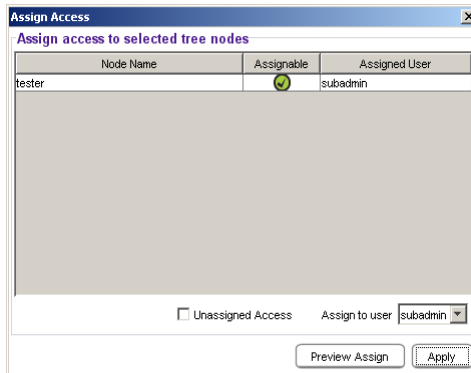 Assign Access
Assign access to selected tree nodes
Node Name Assignable Assigned User
tester subadmin
Unassigned Access Assign to user subadmin
Preview Assign Apply